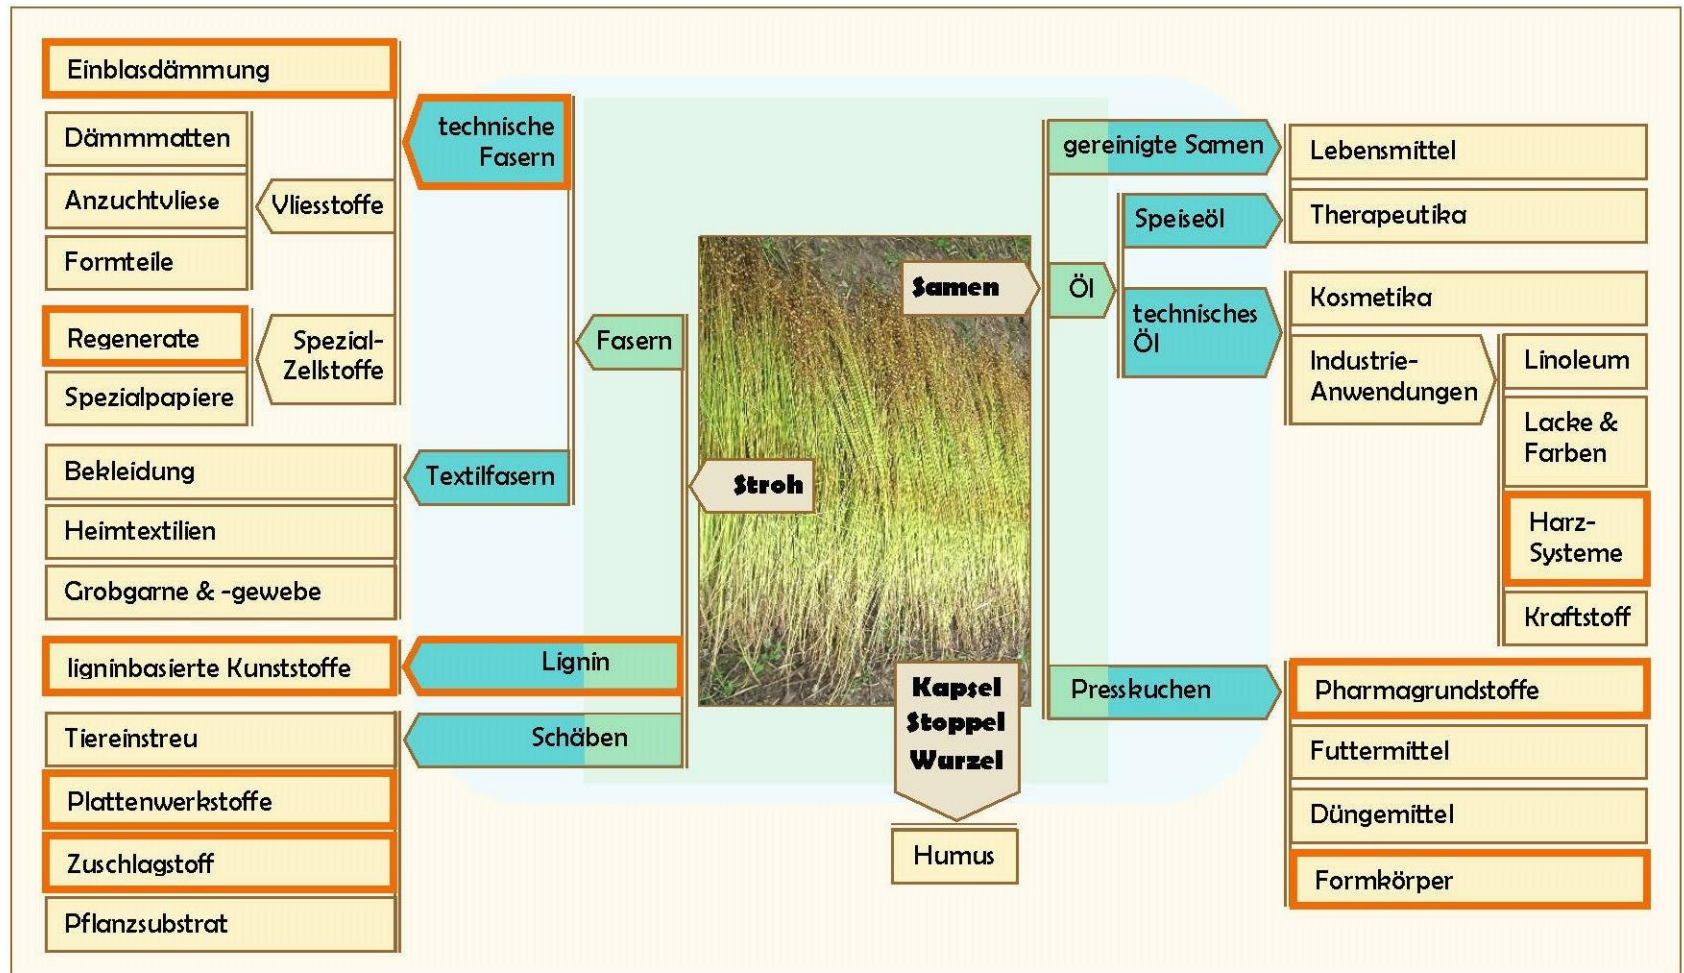 Einblasdämmung
Dämmmatten
Anzuchtvliese
Formteile
Vliesstoffe
Regenerate
Spezialpapiere
Spezial-
Zellstoffe
technische
Fasern
Bekleidung
Heimtextilien
Grobgarne & -gewebe
Textilfasern
Fasern
ligninbasierte Kunststoffe
Lignin
Tiereinstreu
Plattenwerkstoffe
Zuschlagstoff
Pflanzsubstrat
Schäben
Stroh
Samen
Kapsel
Stoppel
Wurzel
Humus
gereinigte Samen
Öl
Speiseöl
technisches
Öl
Lebensmittel
Therapeutika
Kosmetika
Industrie-
Anwendungen
Linoleum
Lacke &
Farben
Harz-
Systeme
Kraftstoff
Presskuchen
Pharmagrundstoffe
Futtermittel
Düngemittel
Formkörper